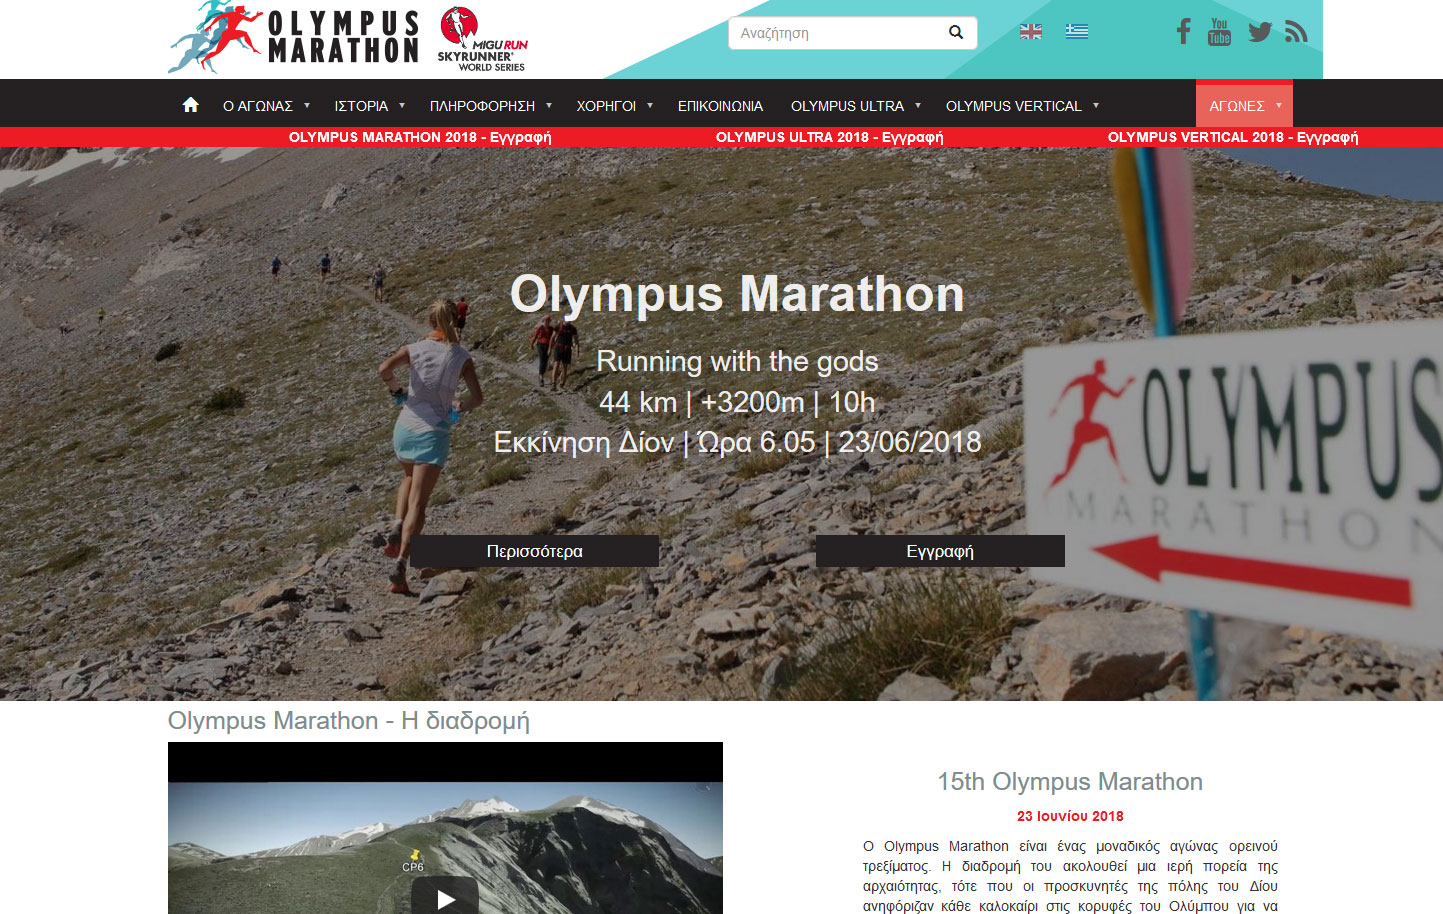 OLYMPUS
MARATHON
MIGU RUN
SKYRUNNER®
WORLD SERIES
Αναζήτηση
You
Tube
Ο ΑΓΩΝΑΣ
ΙΣΤΟΡΙΑ
ΠΛΗΡΟΦΟΡΗΣΗ
ΧΟΡΗΓΟΙ
ΕΠΙΚΟΙΝΩΝΙΑ
OLYMPUS ULTRA
OLYMPUS VERTICAL
ΑΓΩΝΕΣ
OLYMPUS MARATHON 2018 - Εγγραφή
OLYMPUS ULTRA 2018 - Εγγραφή
OLYMPUS VERTICAL 2018 - Εγγραφή
Olympus Marathon
Running with the gods
44 km | +3200m | 10h
Εκκίνηση Δίον | Ώρα 6.05 | 23/06/2018
OLYMPUS
MARATHON
Περισσότερα
Εγγραφή
Olympus Marathon - Η διαδρομή
CP6
15th Olympus Marathon
23 Ιουνίου 2018
Ο Olympus Marathon είναι ένας μοναδικός αγώνας ορεινού
τρεξίματος. Η διαδρομή του ακολουθεί μια ιερή πορεία της
αρχαιότητας, τότε που οι προσκυνητές της πόλης του Δίου
ανηφόριζαν κάθε καλοκαίρι στις κορυφές του Ολύμπου για να